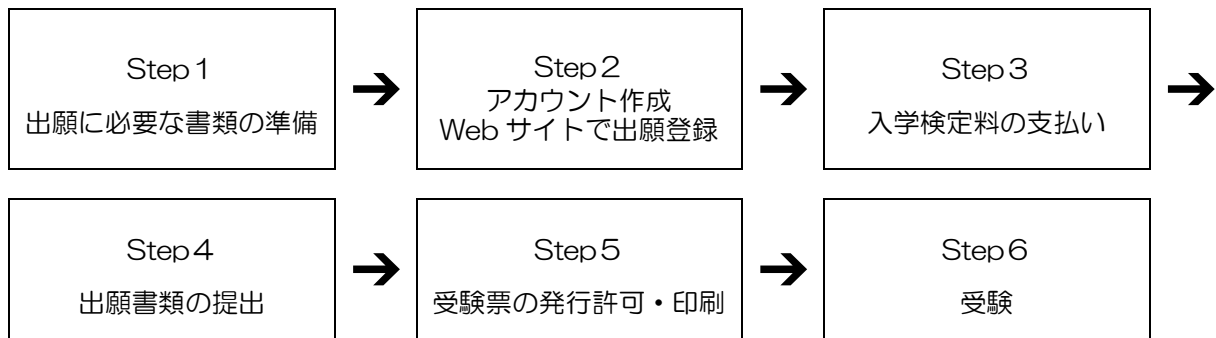 Step1
出願に必要な書類の準備
➔
Step2
アカウント作成
Web サイトで出願登録
➔
Step3
入学検定料の支払い
➔
Step4
出願書類の提出
➔
Step5
受験票の発行許可・印刷
➔
Step6
受験